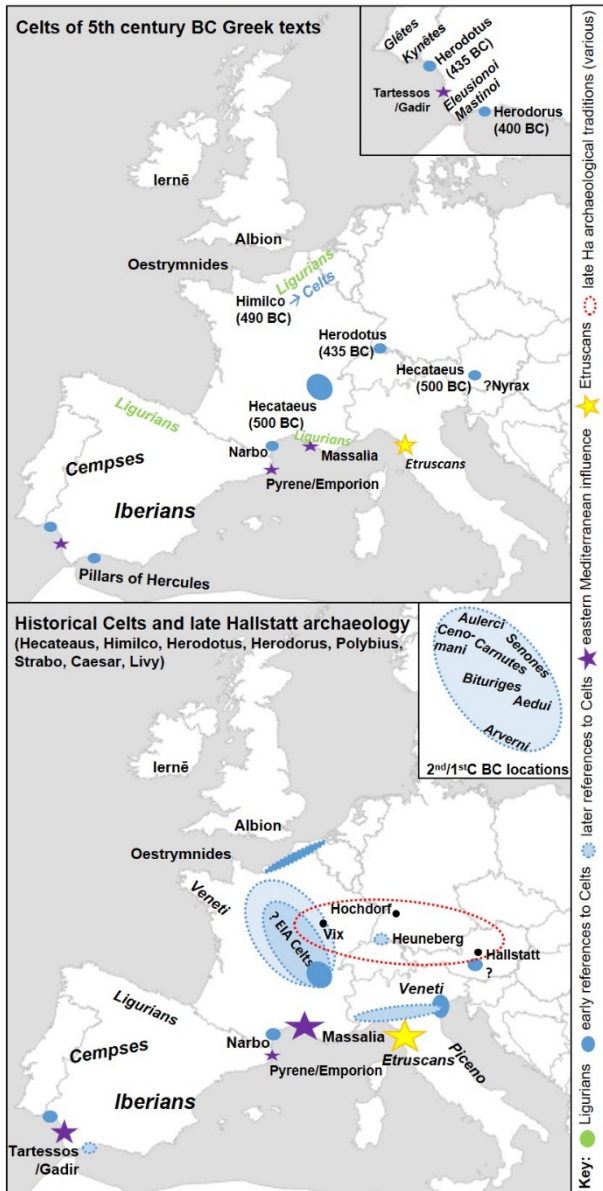 Celts of 5th century BC Greek texts
Glêtes
Kynêtes
Herodotus
(435 BC)
Tartessos
/Gadir
Eleusionoi
Mastinoi
Herodorus
(400 BC)
Iernē
Albion
Oestrymnides
Ligurians
Himilco → Celts
(490 BC)
Herodotus
(435 BC)
Hecataeus
(500 BC)
?Nyrax
Hecataeus
(500 BC)
Ligurians
Ligurians
Narbo
Massalia
Etruscans
Pyrene/Emporion
Cempses
Iberians
Pillars of Hercules
Historical Celts and late Hallstatt archaeology
(Hecateaus, Himilco, Herodotus, Herodorus, Polybius,
Strabo, Caesar, Livy)
Aulerci
Ceno-
mani
Carnutes
Senones
Bituriges
Aedui
Arverni
2nd/1stC BC locations
Iernē
Albion
Oestrymnides
Veneti
Hochdorf
? EIA Celts
Vix
Heuneberg
Hallstatt
?
Veneti
Ligurians
Narbo
Massalia
Etruscans
Piceno
Cempses
Pyrene/Emporion
Iberians
Tartessos
/Gadir
Key: Ligurians early references to Celts later references to Celts eastern Mediterranean influence Etruscans late Ha archaeological traditions (various)